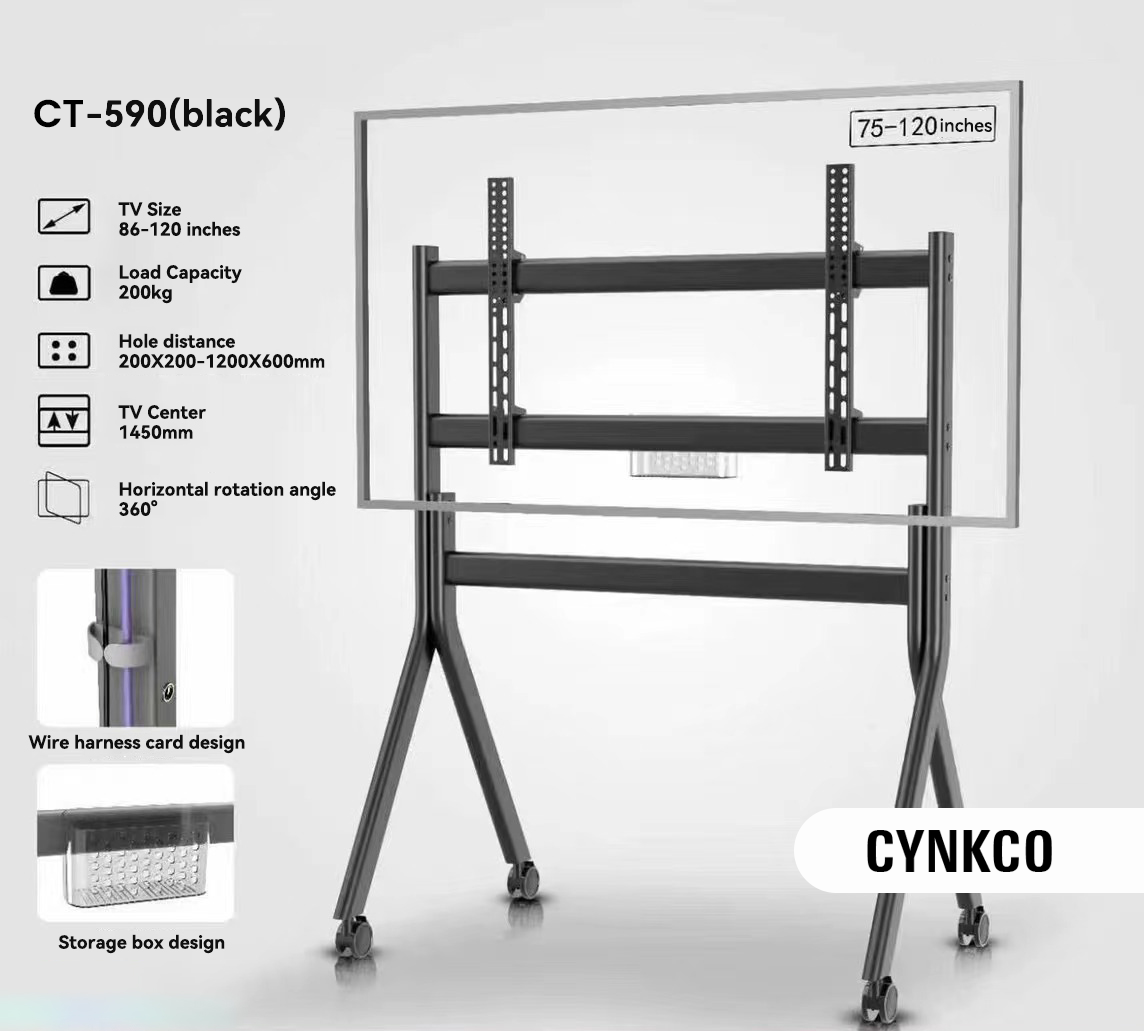 CT-590(black)
75-120inches
TV Size
86-120 inches
Load Capacity
200kg
Hole distance
200X200-1200X600mm
TV Center
1450mm
Horizontal rotation angle
360°
Wire harness card design
CYNKCO
Storage box design